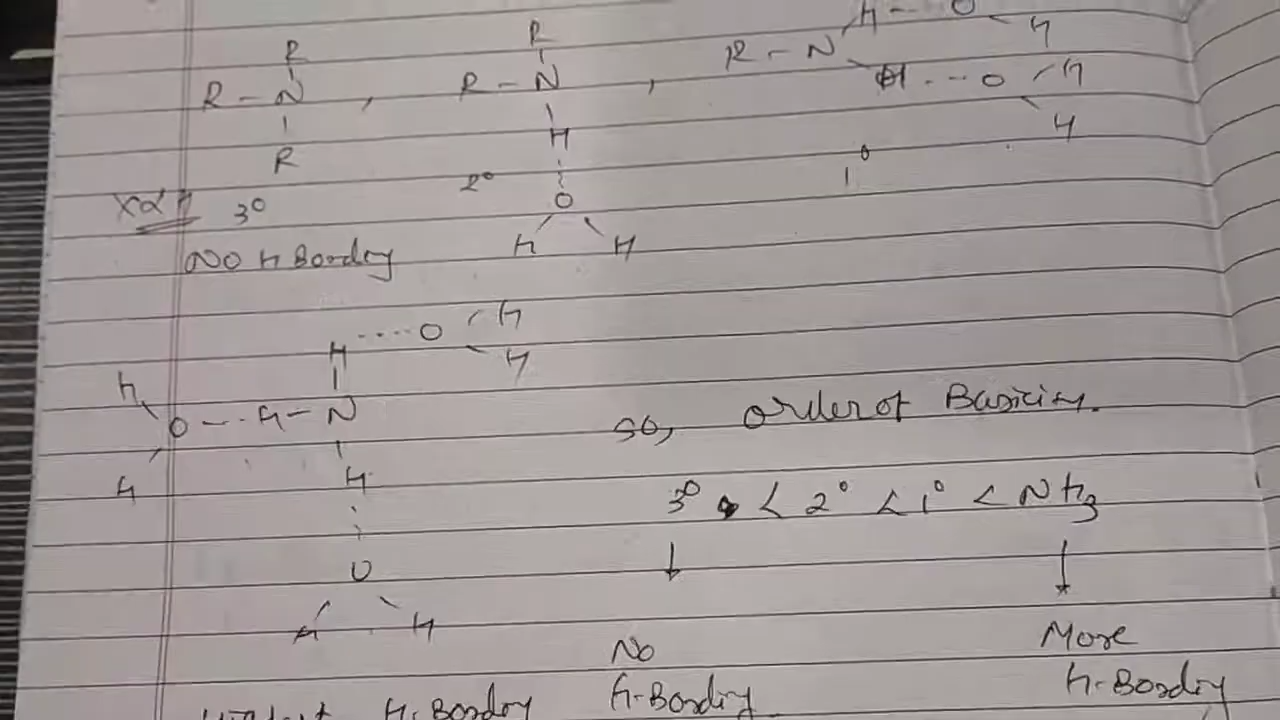 R R H --- O
R - N , R - N , R - N H
R H H --- O H
2° O H
3° 1°
NO H Bonding H H
H ---- O H
H H
H O --- H - N so, order of Basicity.
H H 3° < 2° < 1° < NH3
O
H H No More
H-Bonding H-Bonding
H-Bonding